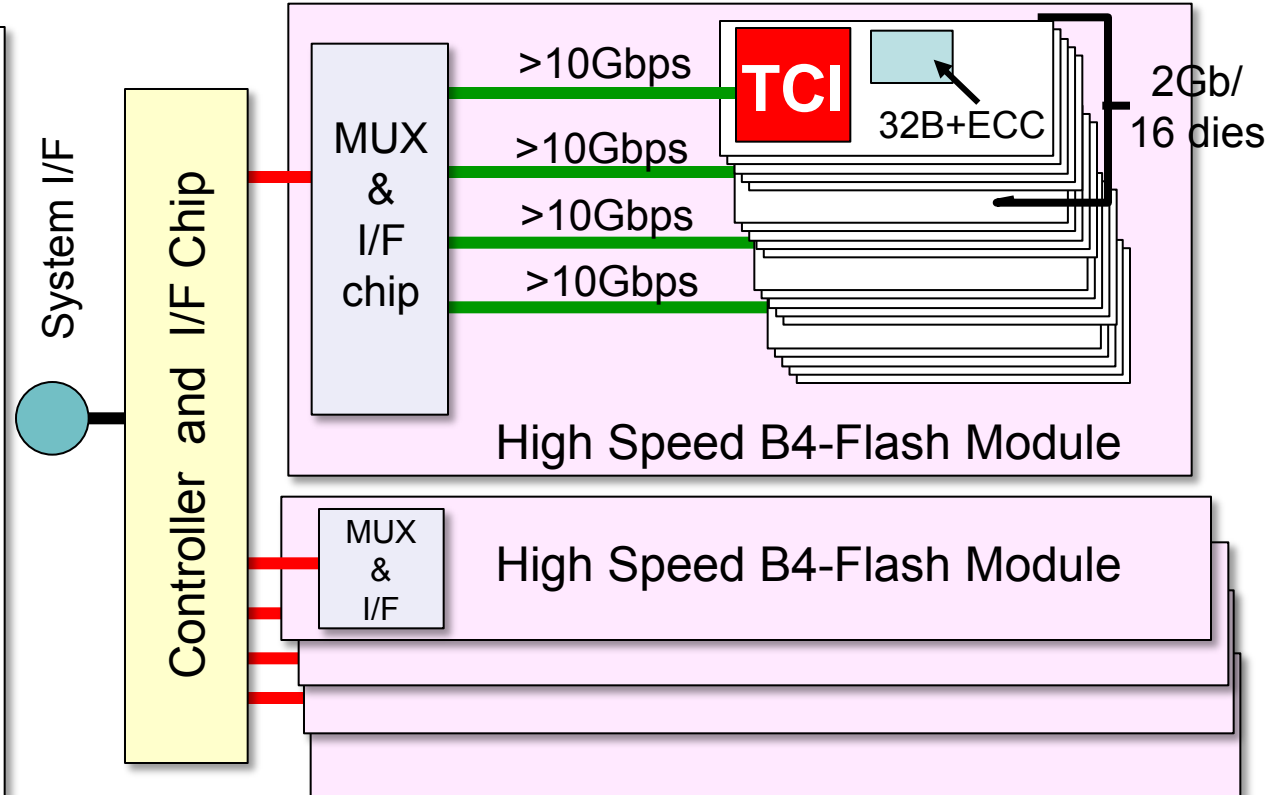 System I/F
Controller and I/F Chip
MUX
&
I/F
chip
>10Gbps
>10Gbps
>10Gbps
>10Gbps
TCI
32B+ECC
2Gb/
16 dies
High Speed B4-Flash Module
MUX
&
I/F
High Speed B4-Flash Module